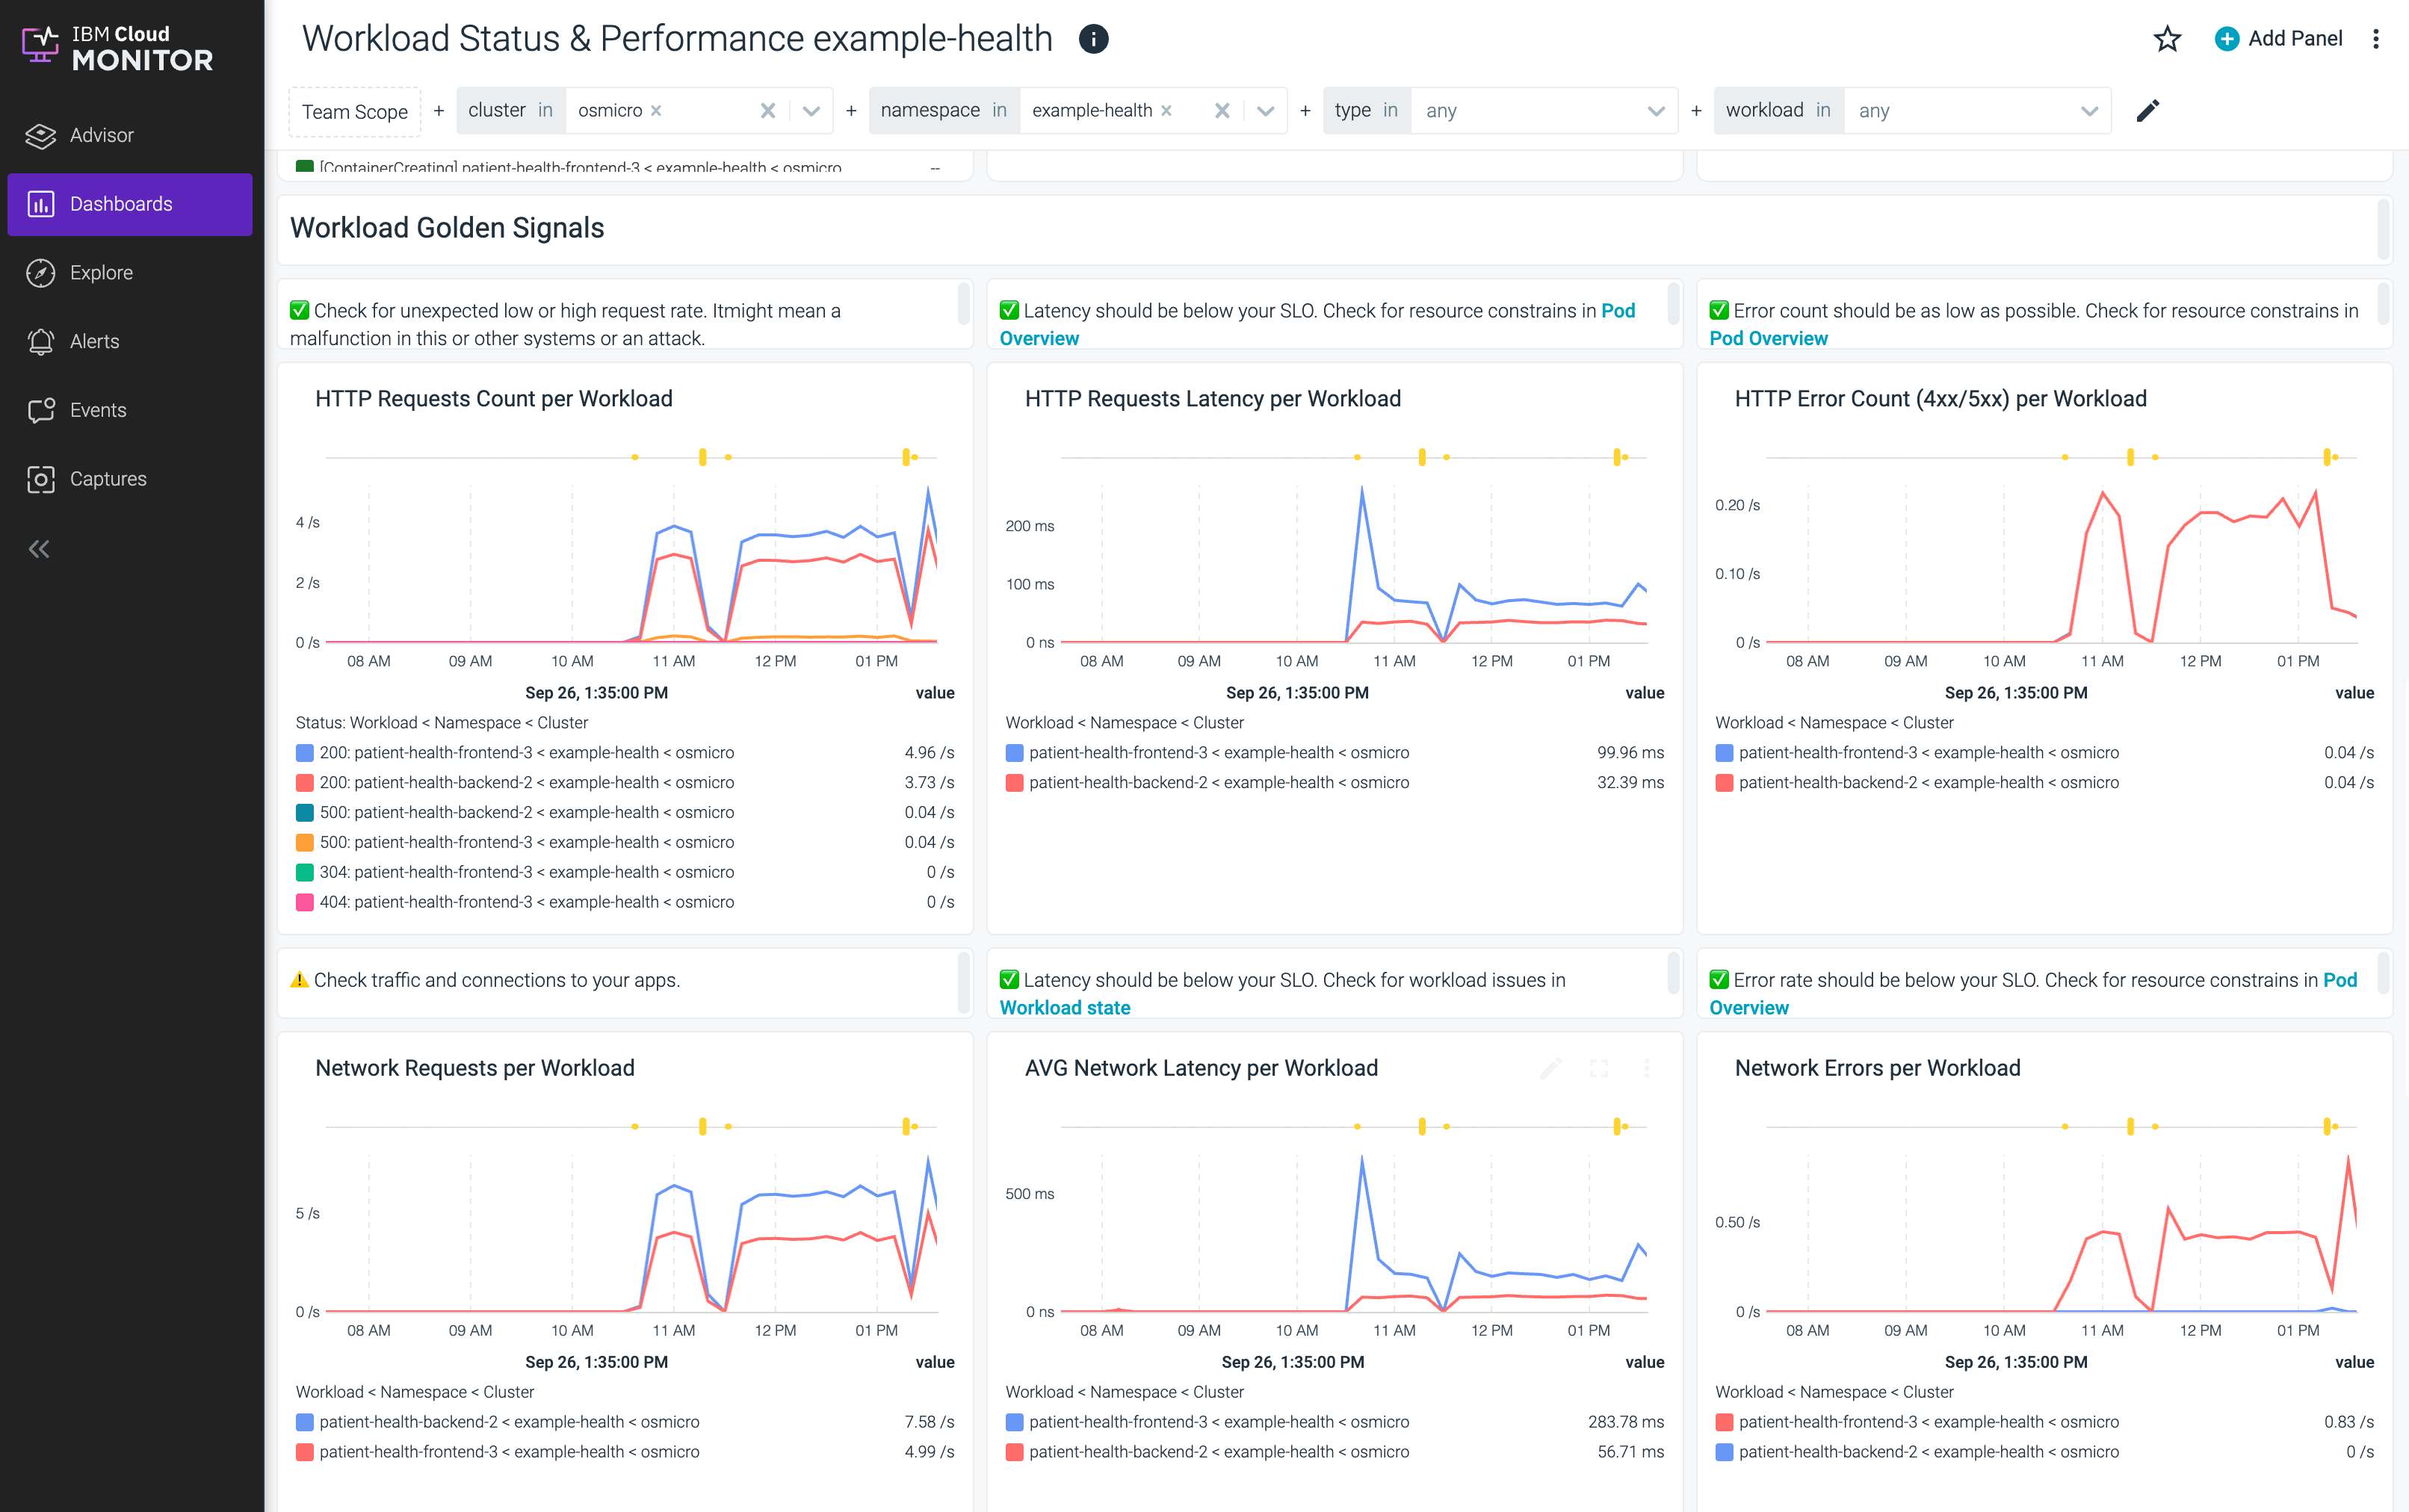 IBM Cloud
MONITOR
Advisor
Dashboards
Explore
Alerts
Events
Captures
Workload Status & Performance example-health
Add Panel
Team Scope + cluster in osmicro + namespace in example-health + type in any + workload in any
[ContainerCreating] patient-health-frontend-3 < example-health < osmicro --
Workload Golden Signals
Check for unexpected low or high request rate. Itmight mean a
malfunction in this or other systems or an attack.
Latency should be below your SLO. Check for resource constrains in Pod
Overview
Error count should be as low as possible. Check for resource constrains in
Pod Overview
HTTP Requests Count per Workload
4 /s
2 /s
0 /s
08 AM 09 AM 10 AM 11 AM 12 PM 01 PM
Sep 26, 1:35:00 PM value
Status: Workload < Namespace < Cluster
200: patient-health-frontend-3 < example-health < osmicro 4.96 /s
200: patient-health-backend-2 < example-health < osmicro 3.73 /s
500: patient-health-backend-2 < example-health < osmicro 0.04 /s
500: patient-health-frontend-3 < example-health < osmicro 0.04 /s
304: patient-health-frontend-3 < example-health < osmicro 0 /s
404: patient-health-frontend-3 < example-health < osmicro 0 /s
HTTP Requests Latency per Workload
200 ms
100 ms
0 ns
08 AM 09 AM 10 AM 11 AM 12 PM 01 PM
Sep 26, 1:35:00 PM value
Workload < Namespace < Cluster
patient-health-frontend-3 < example-health < osmicro 99.96 ms
patient-health-backend-2 < example-health < osmicro 32.39 ms
HTTP Error Count (4xx/5xx) per Workload
0.20 /s
0.10 /s
0 /s
08 AM 09 AM 10 AM 11 AM 12 PM 01 PM
Sep 26, 1:35:00 PM value
Workload < Namespace < Cluster
patient-health-frontend-3 < example-health < osmicro 0.04 /s
patient-health-backend-2 < example-health < osmicro 0.04 /s
Check traffic and connections to your apps.
Latency should be below your SLO. Check for workload issues in
Workload state
Error rate should be below your SLO. Check for resource constrains in Pod
Overview
Network Requests per Workload
5 /s
0 /s
08 AM 09 AM 10 AM 11 AM 12 PM 01 PM
Sep 26, 1:35:00 PM value
Workload < Namespace < Cluster
patient-health-backend-2 < example-health < osmicro 7.58 /s
patient-health-frontend-3 < example-health < osmicro 4.99 /s
AVG Network Latency per Workload
500 ms
0 ns
08 AM 09 AM 10 AM 11 AM 12 PM 01 PM
Sep 26, 1:35:00 PM value
Workload < Namespace < Cluster
patient-health-frontend-3 < example-health < osmicro 283.78 ms
patient-health-backend-2 < example-health < osmicro 56.71 ms
Network Errors per Workload
0.50 /s
0 /s
08 AM 09 AM 10 AM 11 AM 12 PM 01 PM
Sep 26, 1:35:00 PM value
Workload < Namespace < Cluster
patient-health-frontend-3 < example-health < osmicro 0.83 /s
patient-health-backend-2 < example-health < osmicro 0 /s